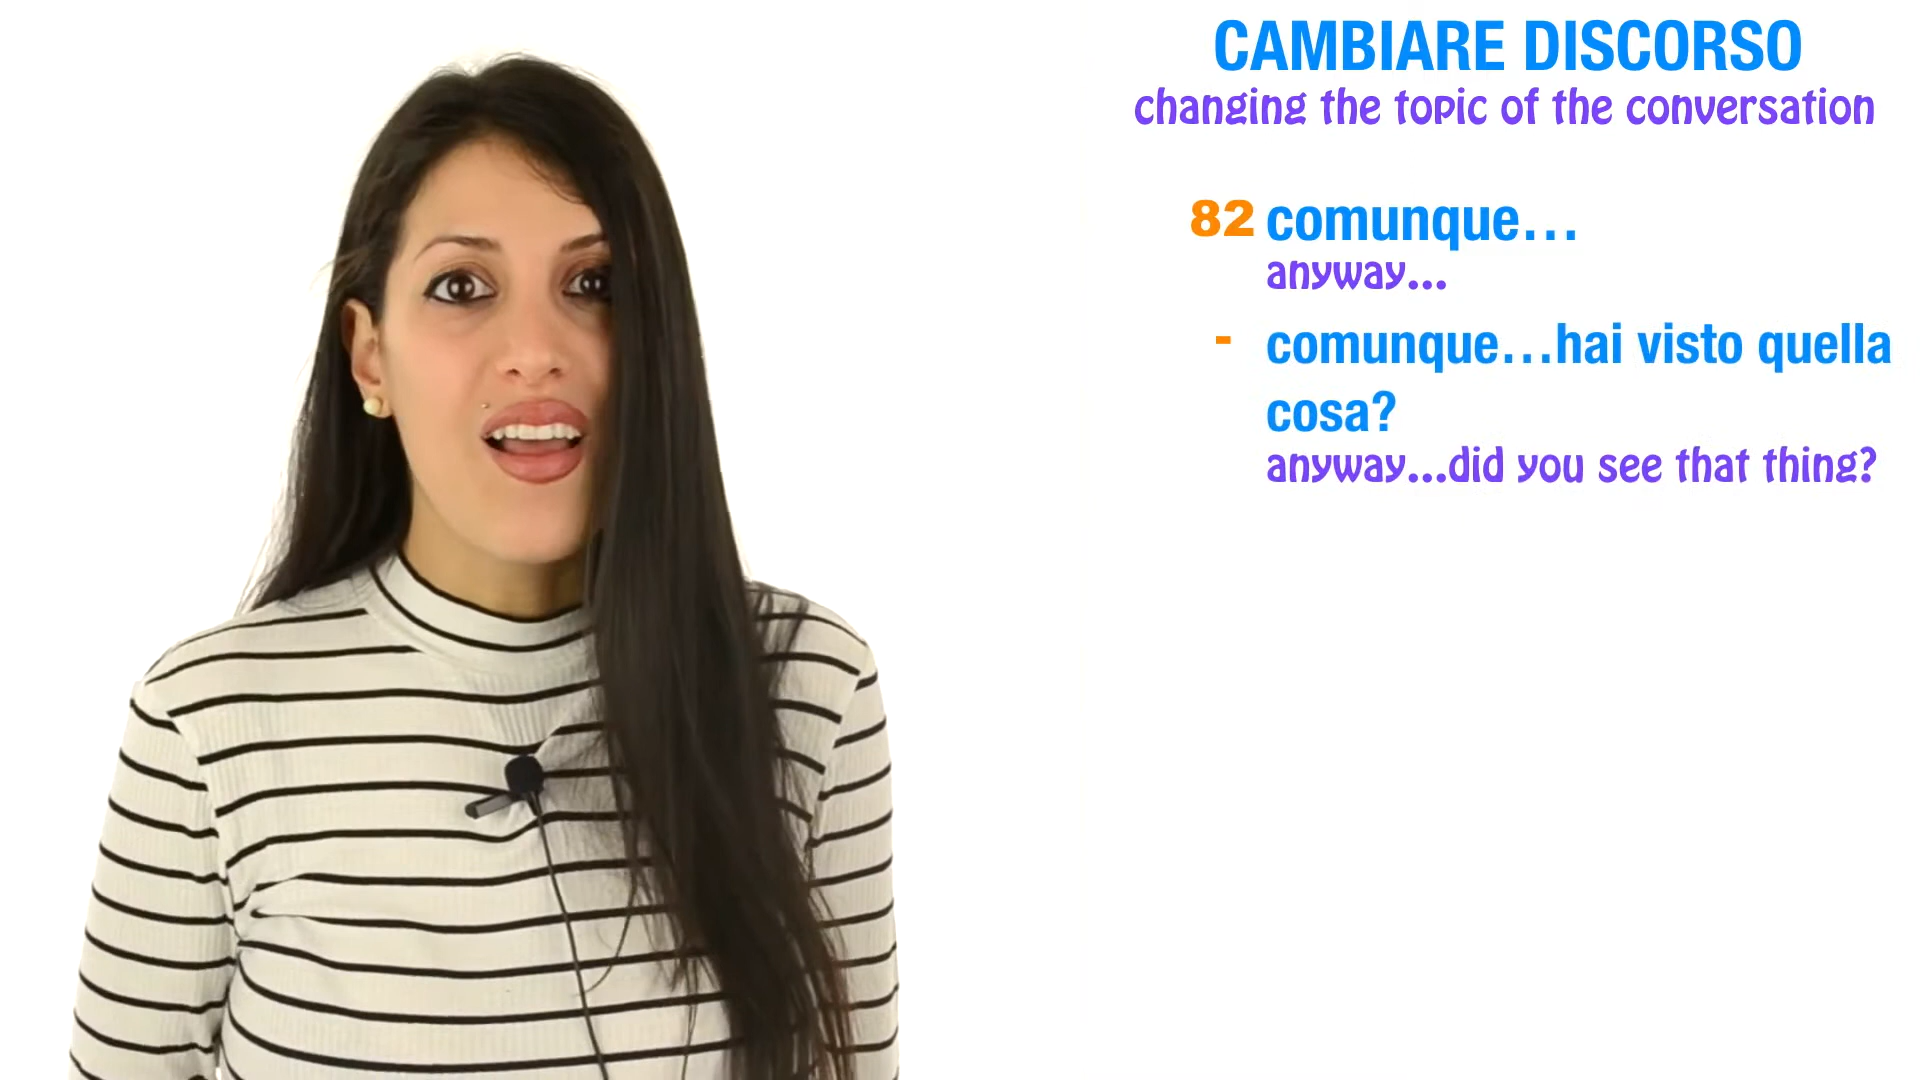 CAMBIARE DISCORSO
changing the topic of the conversation
82 comunque...
anyway...
- comunque...hai visto quella
cosa?
anyway...did you see that thing?